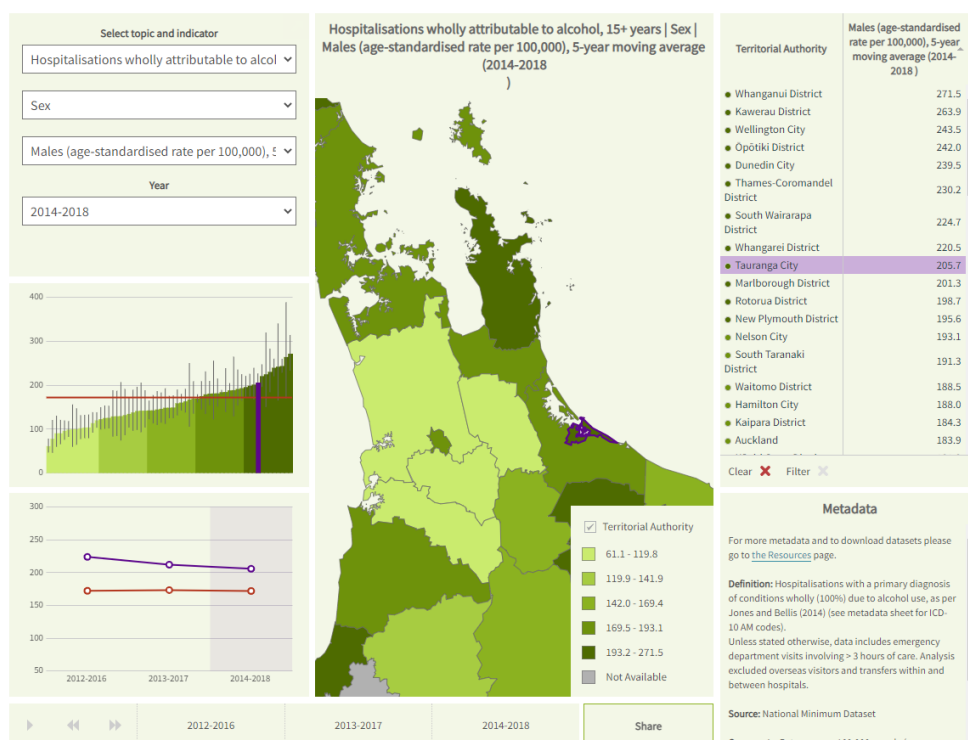 Select topic and indicator
Hospitalisations wholly attributable to alcol
Sex
Males (age-standardised rate per 100,000), 5
Year
2014-2018
400
300
200
100
0
300
250
200
150
100
50
2012-2016 2013-2017 2014-2018
Hospitalisations wholly attributable to alcohol, 15+ years | Sex |
Males (age-standardised rate per 100,000), 5-year moving average
(2014-2018
)
Territorial Authority
61.1 - 119.8
119.9 - 141.9
142.0 - 169.4
169.5 - 193.1
193.2 - 271.5
Not Available
2012-2016 2013-2017 2014-2018 Share
Territorial Authority
Males (age-standardised
rate per 100,000), 5-year
moving average (2014-
2018 )
Whanganui District 271.5
Kawerau District 263.9
Wellington City 243.5
Ōpōtiki District 242.0
Dunedin City 239.5
Thames-Coromandel
District 230.2
South Wairarapa
District 224.7
Whangarei District 220.5
Tauranga City 205.7
Marlborough District 201.3
Rotorua District 198.7
New Plymouth District 195.6
Nelson City 193.1
South Taranaki
District 191.3
Waitomo District 188.5
Hamilton City 188.0
Kaipara District 184.3
Auckland 183.9
Clear Filter
Metadata
For more metadata and to download datasets please
go to the Resources page.
Definition: Hospitalisations with a primary diagnosis
of conditions wholly (100%) due to alcohol use, as per
Jones and Bellis (2014) (see metadata sheet for ICD-
10 AM codes).
Unless stated otherwise, data includes emergency
department visits involving > 3 hours of care. Analysis
excluded overseas visitors and transfers within and
between hospitals.
Source: National Minimum Dataset